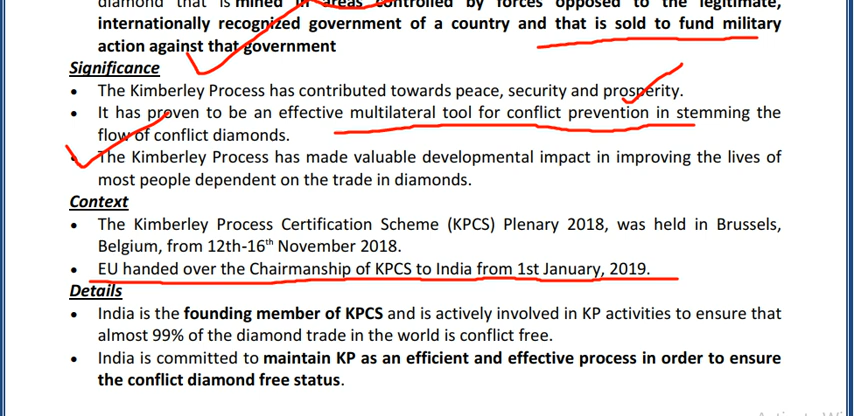 diamond that is mined in areas controlled by forces opposed to the legitimate,
internationally recognized government of a country and that is sold to fund military
action against that government
Significance
• The Kimberley Process has contributed towards peace, security and prosperity.
• It has proven to be an effective multilateral tool for conflict prevention in stemming the
flow of conflict diamonds.
The Kimberley Process has made valuable developmental impact in improving the lives of
most people dependent on the trade in diamonds.
Context
• The Kimberley Process Certification Scheme (KPCS) Plenary 2018, was held in Brussels,
Belgium, from 12th-16th November 2018.
• EU handed over the Chairmanship of KPCS to India from 1st January, 2019.
Details
• India is the founding member of KPCS and is actively involved in KP activities to ensure that
almost 99% of the diamond trade in the world is conflict free.
• India is committed to maintain KP as an efficient and effective process in order to ensure
the conflict diamond free status.